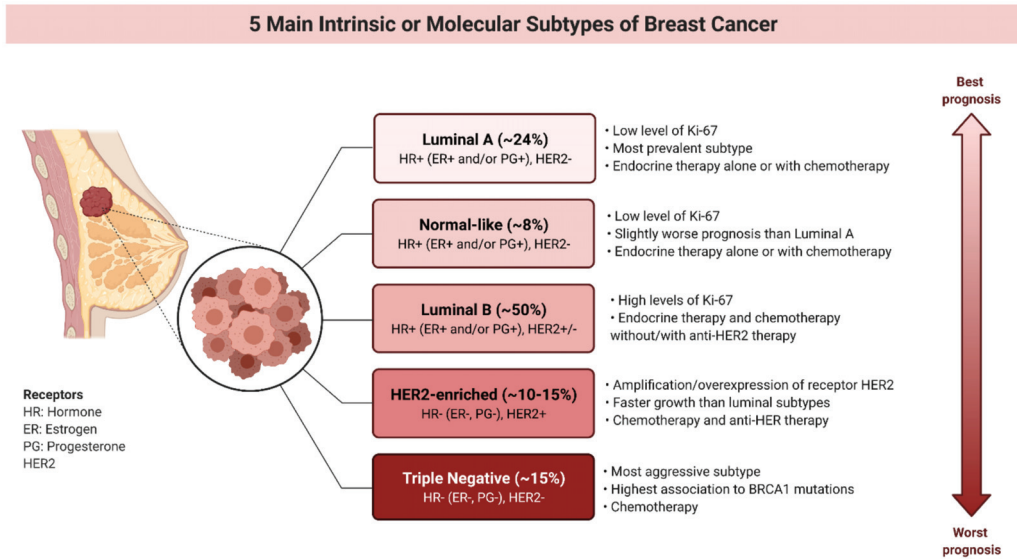 5 Main Intrinsic or Molecular Subtypes of Breast Cancer
Best
prognosis
Luminal A (~24%)
HR+ (ER+ and/or PG+), HER2-
• Low level of Ki-67
• Most prevalent subtype
• Endocrine therapy alone or with chemotherapy
Normal-like (~8%)
HR+ (ER+ and/or PG+), HER2-
• Low level of Ki-67
• Slightly worse prognosis than Luminal A
• Endocrine therapy alone or with chemotherapy
Luminal B (~50%)
HR+ (ER+ and/or PG+), HER2+/-
• High levels of Ki-67
• Endocrine therapy and chemotherapy
without/with anti-HER2 therapy
HER2-enriched (~10-15%)
HR- (ER-, PG-), HER2+
• Amplification/overexpression of receptor HER2
• Faster growth than luminal subtypes
• Chemotherapy and anti-HER therapy
Triple Negative (~15%)
HR- (ER-, PG-), HER2-
• Most aggressive subtype
• Highest association to BRCA1 mutations
• Chemotherapy
Receptors
HR: Hormone
ER: Estrogen
PG: Progesterone
HER2
Worst
prognosis